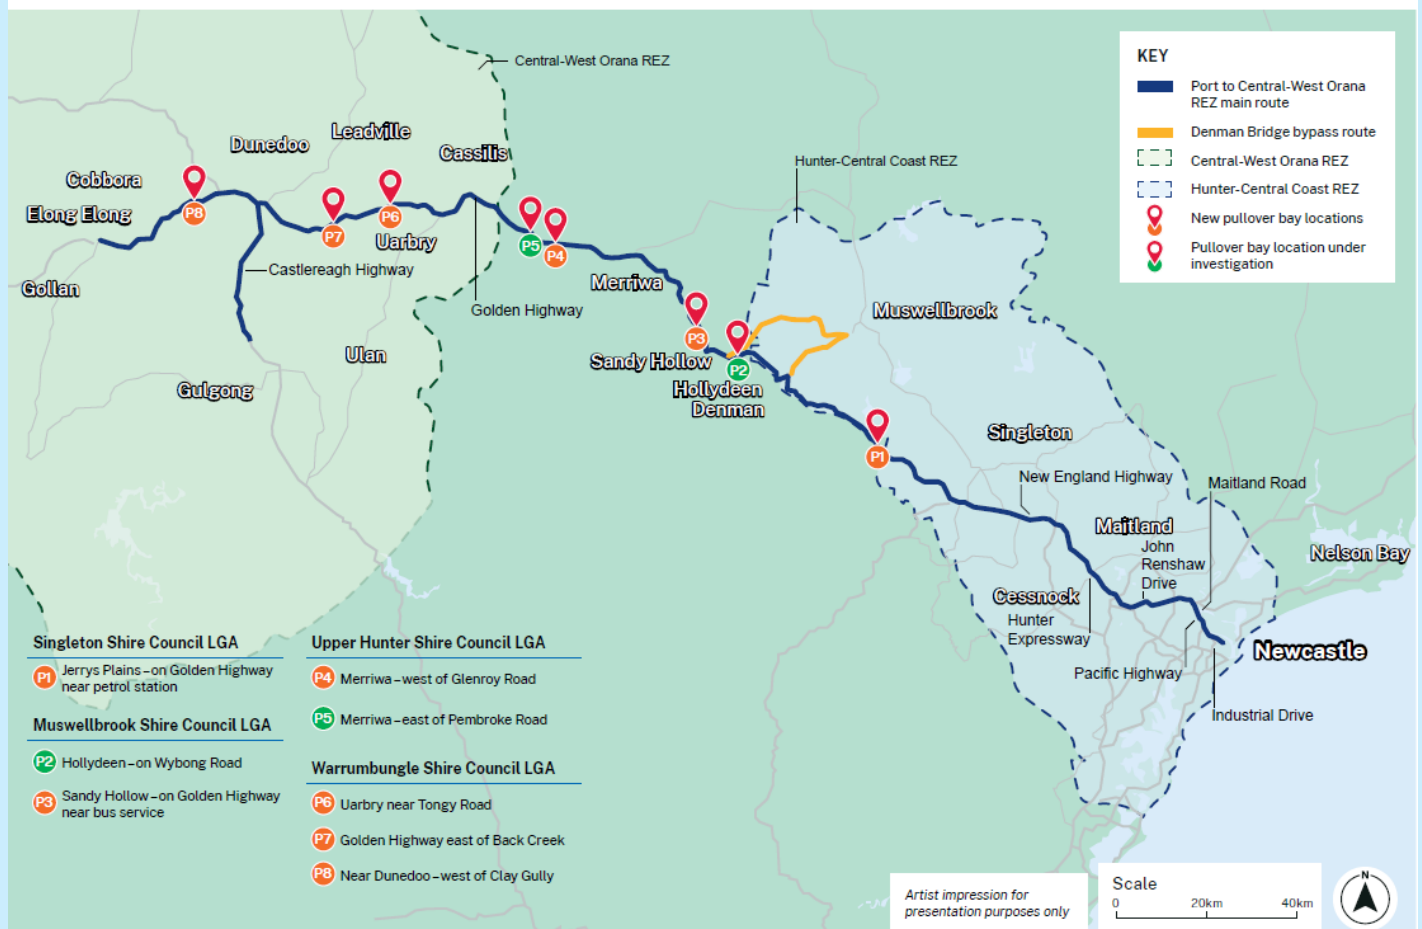 Central-West Orana REZ
KEY
Port to Central-West Orana
REZ main route
Denman Bridge bypass route
Central-West Orana REZ
Hunter-Central Coast REZ
New pullover bay locations
Pullover bay location under
investigation
Leadville
Dunedoo
Cassilis
Hunter-Central Coast REZ
Cobbora
P8
Elong Elong
P6
P7
Uarbry
P5
P4
Castlereagh Highway
Gollan
Merriwa
Golden Highway
Muswellbrook
P3
Ulan
Sandy Hollow
P2
Gulgong
Hollydeen
Denman
Singleton
P1
New England Highway
Maitland Road
Maitland
John
Renshaw
Drive
Nelson Bay
Cessnock
Hunter
Expressway
Newcastle
Pacific Highway
Industrial Drive
Singleton Shire Council LGA
P1 Jerrys Plains – on Golden Highway
near petrol station
Muswellbrook Shire Council LGA
P2 Hollydeen – on Wybong Road
P3 Sandy Hollow – on Golden Highway
near bus service
Upper Hunter Shire Council LGA
P4 Merriwa – west of Glenroy Road
P5 Merriwa – east of Pembroke Road
Warrumbungle Shire Council LGA
P6 Uarbry near Tongy Road
P7 Golden Highway east of Back Creek
P8 Near Dunedoo – west of Clay Gully
Artist impression for
presentation purposes only
Scale
0 20km 40km
N